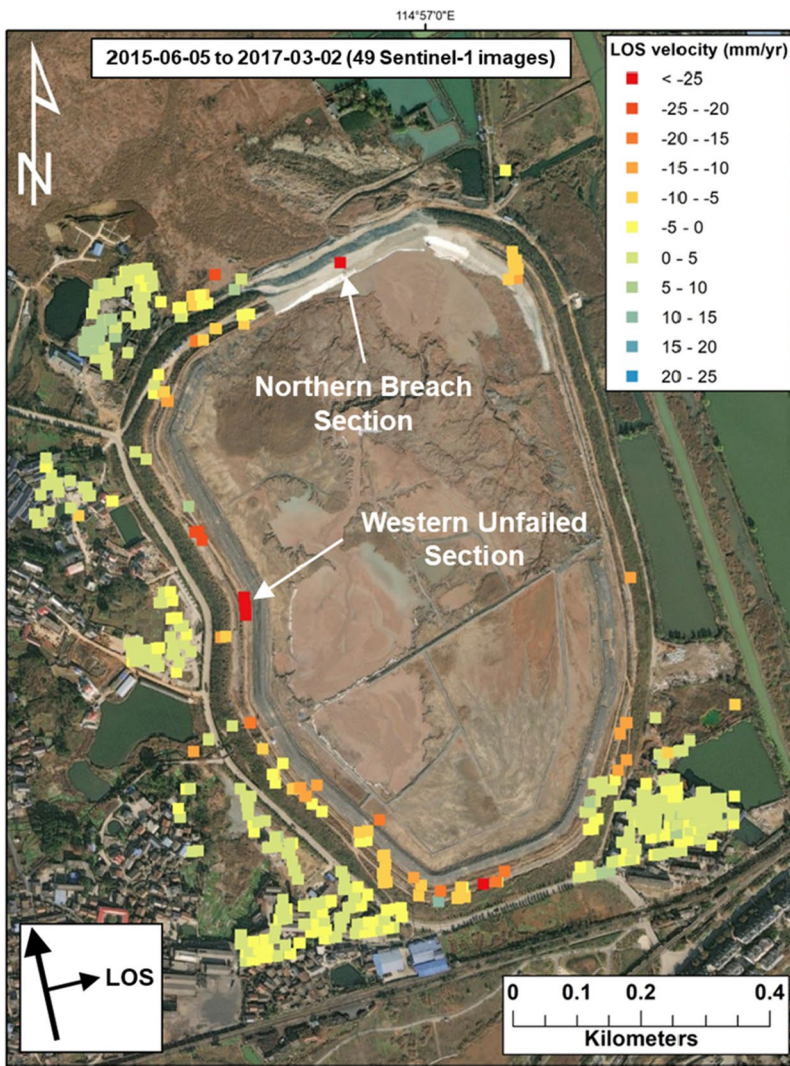 114°57'0"E
2015-06-05 to 2017-03-02 (49 Sentinel-1 images)
LOS velocity (mm/yr)
< -25
-25 - -20
-20 - -15
-15 - -10
-10 - -5
-5 - 0
0 - 5
5 - 10
10 - 15
15 - 20
20 - 25
N
Northern Breach
Section
Western Unfailed
Section
LOS
0 0.1 0.2 0.4
Kilometers